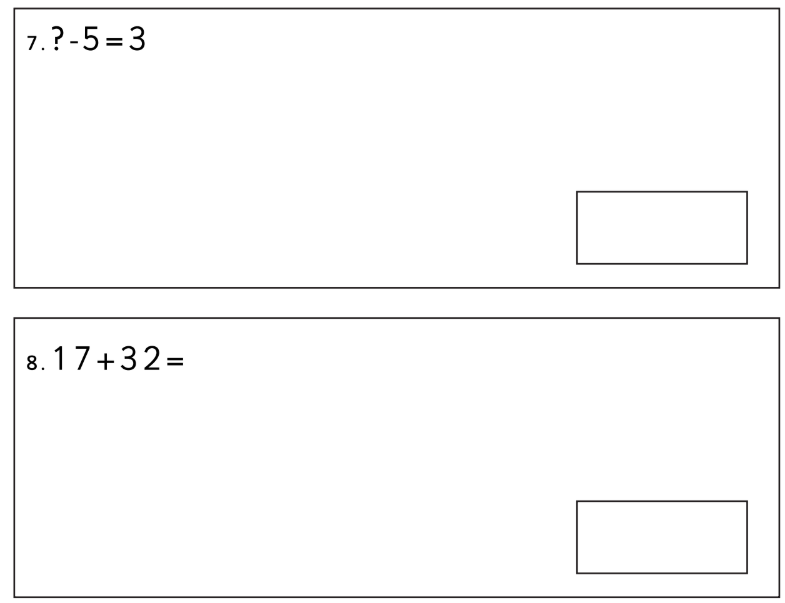 7. ? - 5 = 3
8. 17 + 32 =